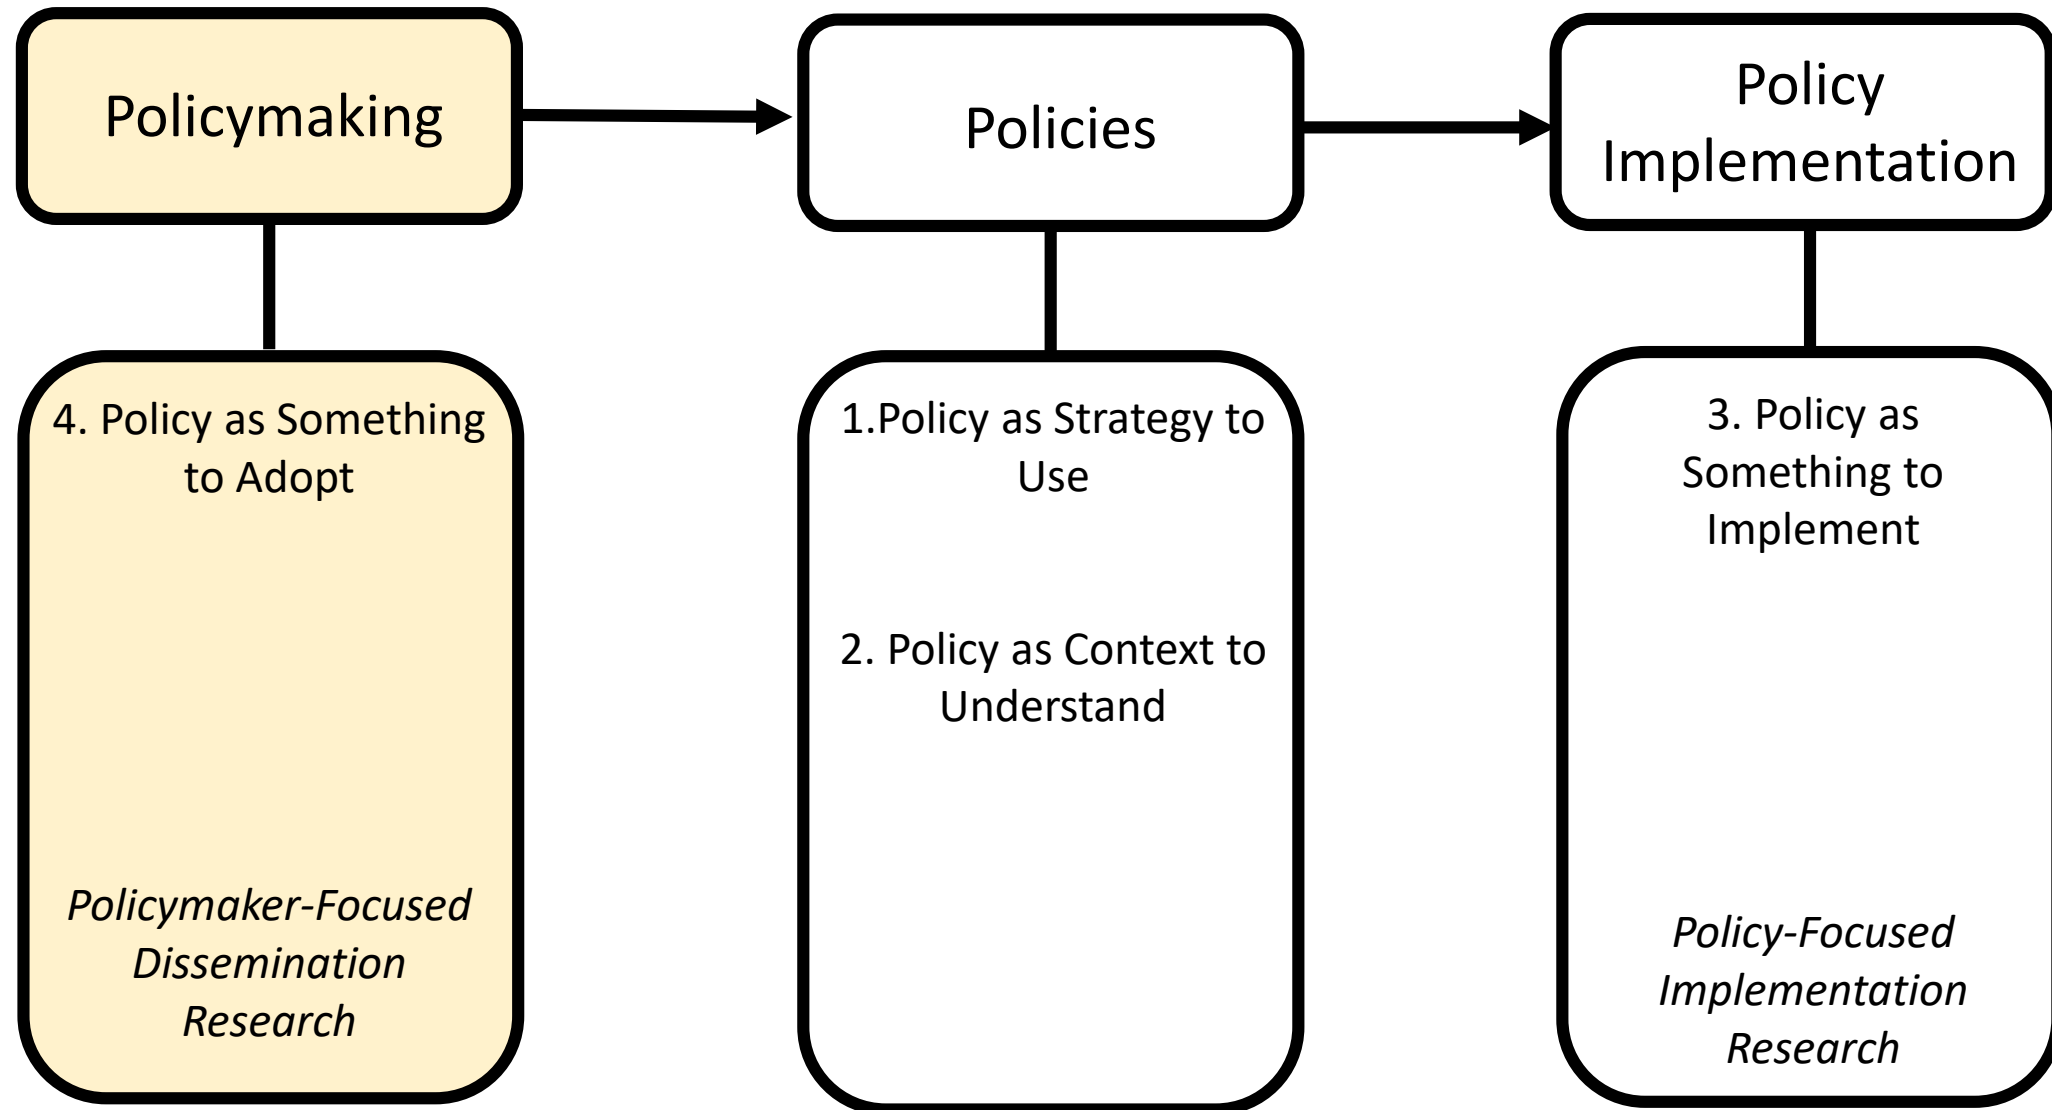 Policymaking
Policies
Policy
Implementation
4. Policy as Something
to Adopt
Policymaker-Focused
Dissemination
Research
1.Policy as Strategy to
Use
2. Policy as Context to
Understand
3. Policy as
Something to
Implement
Policy-Focused
Implementation
Research